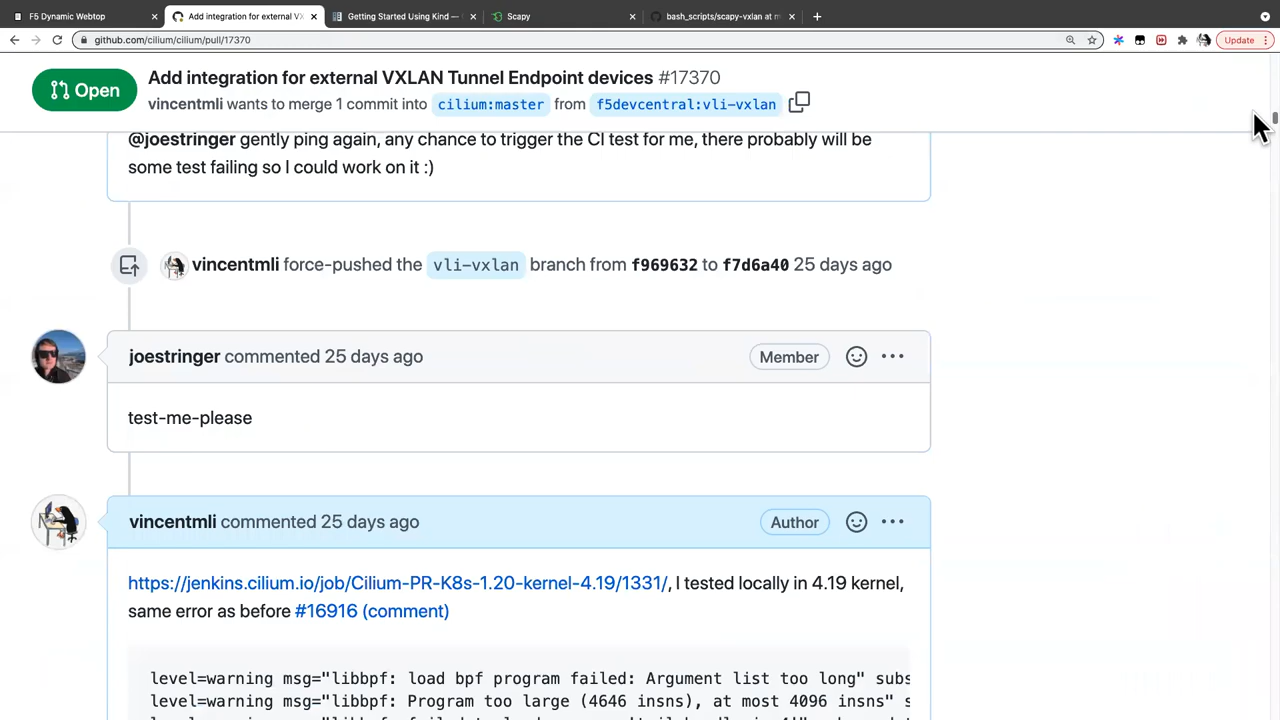 F5 Dynamic Webtop
Add integration for external VX
Getting Started Using Kind —
Scapy
bash_scripts/scapy-vxlan at m
github.com/cilium/cilium/pull/17370
Update
Open
Add integration for external VXLAN Tunnel Endpoint devices #17370
vincentmli wants to merge 1 commit into cilium:master from f5devcentral:vli-vxlan
@joestringer gently ping again, any chance to trigger the CI test for me, there probably will be
some test failing so I could work on it :)
vincentmli force-pushed the vli-vxlan branch from f969632 to f7d6a40 25 days ago
joestringer commented 25 days ago
Member
test-me-please
vincentmli commented 25 days ago
Author
https://jenkins.cilium.io/job/Cilium-PR-K8s-1.20-kernel-4.19/1331/, I tested locally in 4.19 kernel,
same error as before #16916 (comment)
level=warning msg="libbpf: load bpf program failed: Argument list too long" subs
level=warning msg="libbpf: Program too large (4646 insns), at most 4096 insns" s